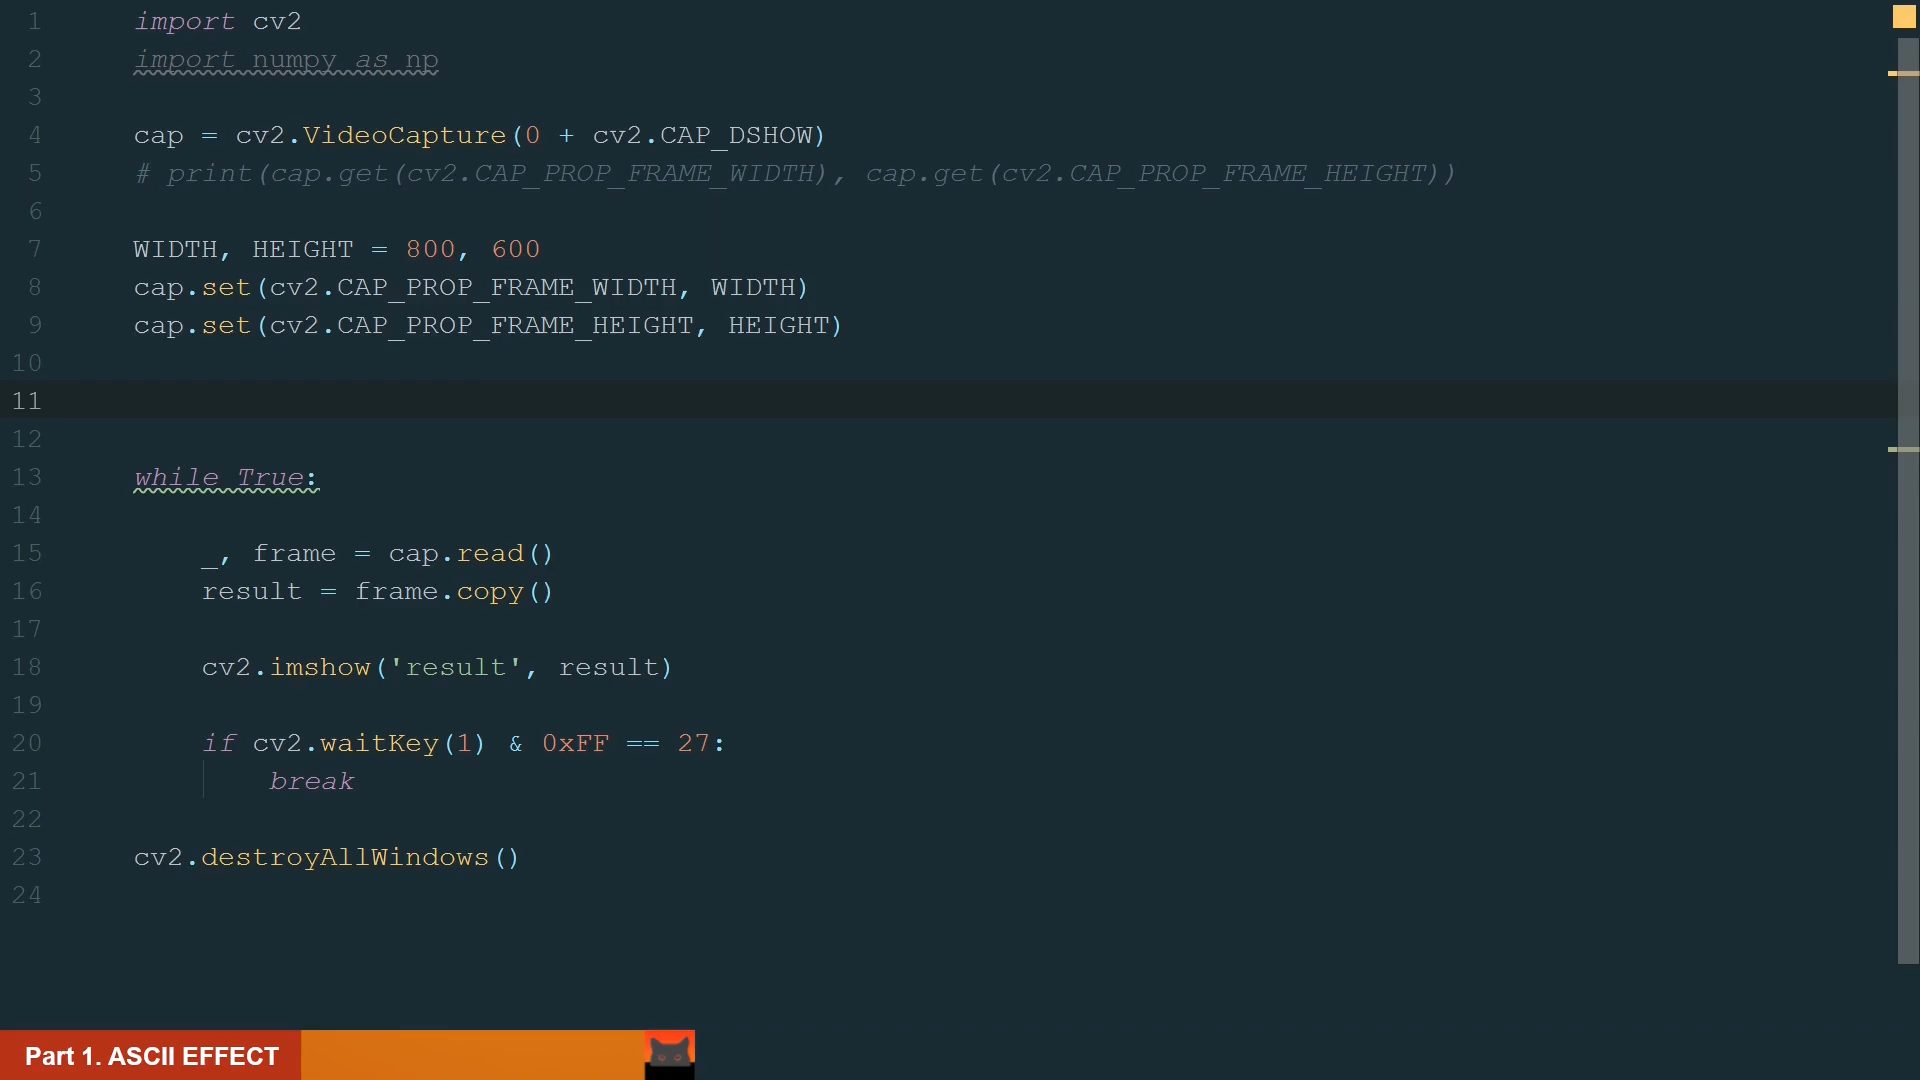 1 import cv2
2 import numpy as np
3
4 cap = cv2.VideoCapture(0 + cv2.CAP_DSHOW)
5 # print(cap.get(cv2.CAP_PROP_FRAME_WIDTH), cap.get(cv2.CAP_PROP_FRAME_HEIGHT))
6
7 WIDTH, HEIGHT = 800, 600
8 cap.set(cv2.CAP_PROP_FRAME_WIDTH, WIDTH)
9 cap.set(cv2.CAP_PROP_FRAME_HEIGHT, HEIGHT)
10
11
12
13 while True:
14
15     _, frame = cap.read()
16     result = frame.copy()
17
18     cv2.imshow('result', result)
19
20     if cv2.waitKey(1) & 0xFF == 27:
21         break
22
23 cv2.destroyAllWindows()
24
Part 1. ASCII EFFECT